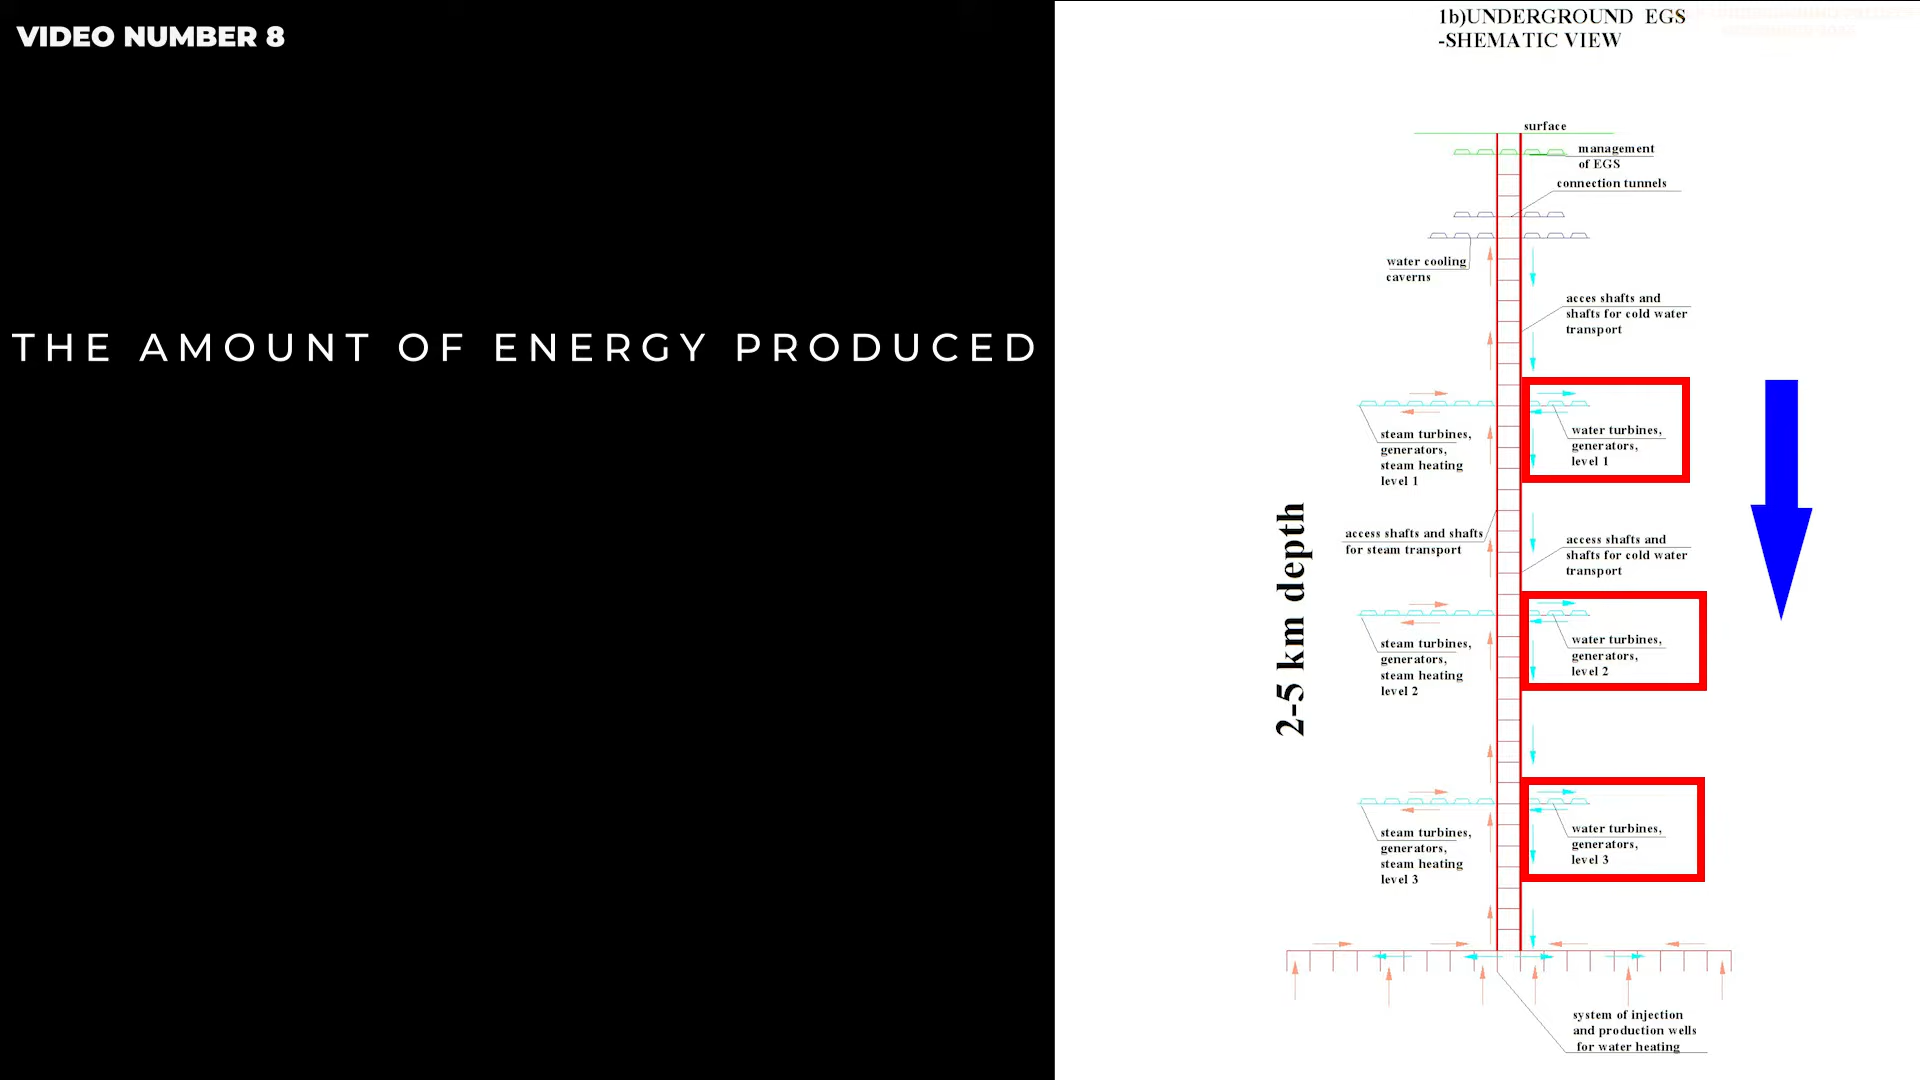 VIDEO NUMBER 8
THE AMOUNT OF ENERGY PRODUCED
1b)UNDERGROUND EGS
-SHEMATIC VIEW
surface
management
of EGS
connection tunnels
water cooling
caverns
acces shafts and
shafts for cold water
transport
steam turbines,
generators,
steam heating
level 1
water turbines,
generators,
level 1
2-5 km depth
access shafts and shafts
for steam transport
access shafts and
shafts for cold water
transport
steam turbines,
generators,
steam heating
level 2
water turbines,
generators,
level 2
steam turbines,
generators,
steam heating
level 3
water turbines,
generators,
level 3
system of injection
and production wells
for water heating